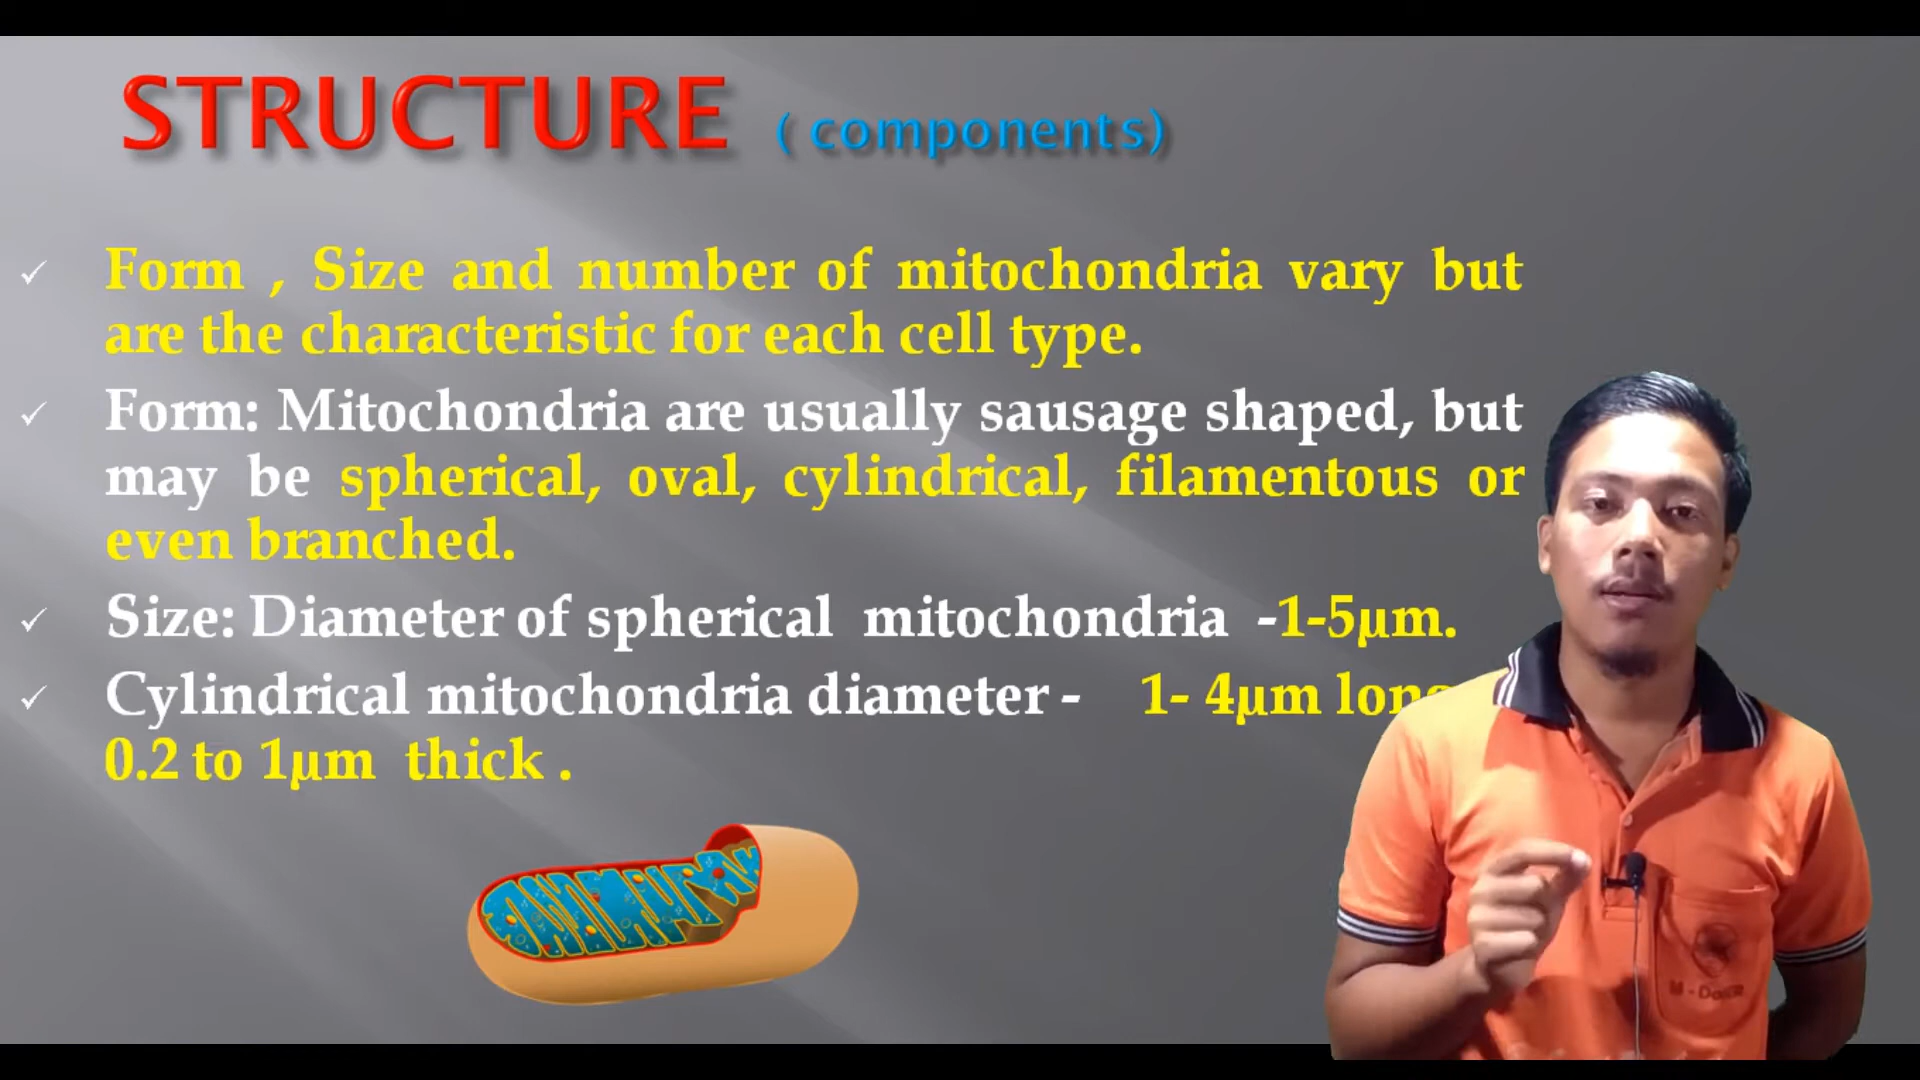 STRUCTURE ( components)
✓ Form , Size and number of mitochondria vary but
are the characteristic for each cell type.
✓ Form: Mitochondria are usually sausage shaped, but
may be spherical, oval, cylindrical, filamentous or
even branched.
✓ Size: Diameter of spherical mitochondria -1-5µm.
✓ Cylindrical mitochondria diameter - 1- 4µm
0.2 to 1µm thick .